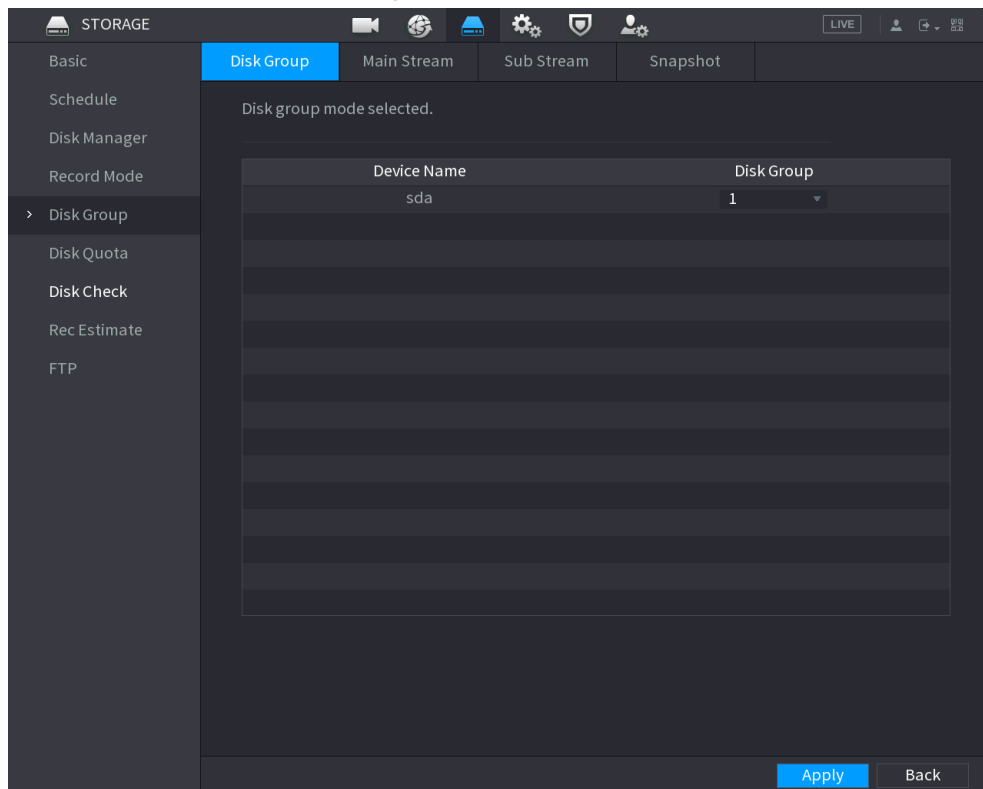 STORAGE LIVE
Basic
Schedule
Disk Manager
Record Mode
Disk Group
Disk Quota
Disk Check
Rec Estimate
FTP
Disk Group Main Stream Sub Stream Snapshot
Disk group mode selected.
Device Name Disk Group
sda 1
Apply Back